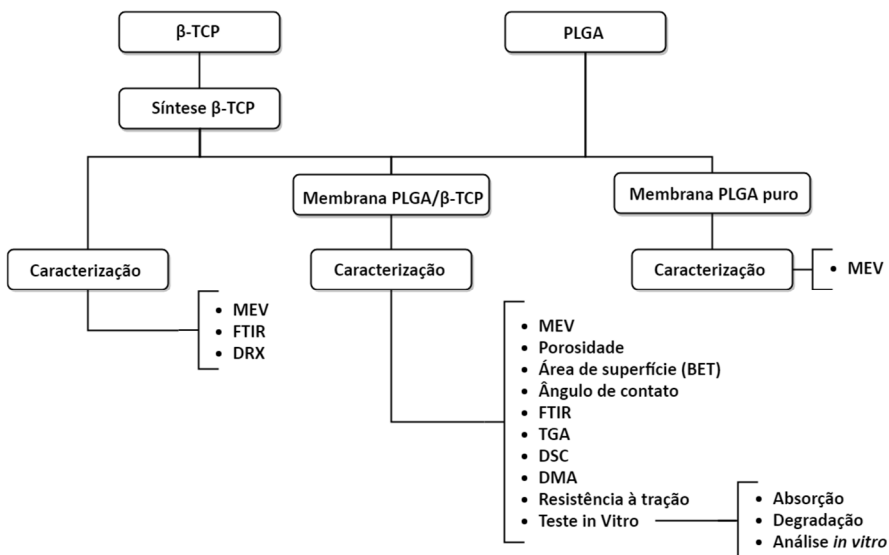 β-TCP
PLGA
Síntese β-TCP
Membrana PLGA/β-TCP
Membrana PLGA puro
Caracterização
Caracterização
Caracterização
• MEV
• MEV
• FTIR
• DRX
• MEV
• Porosidade
• Área de superfície (BET)
• Ângulo de contato
• FTIR
• TGA
• DSC
• DMA
• Resistência à tração
• Teste in Vitro
• Absorção
• Degradação
• Análise in vitro